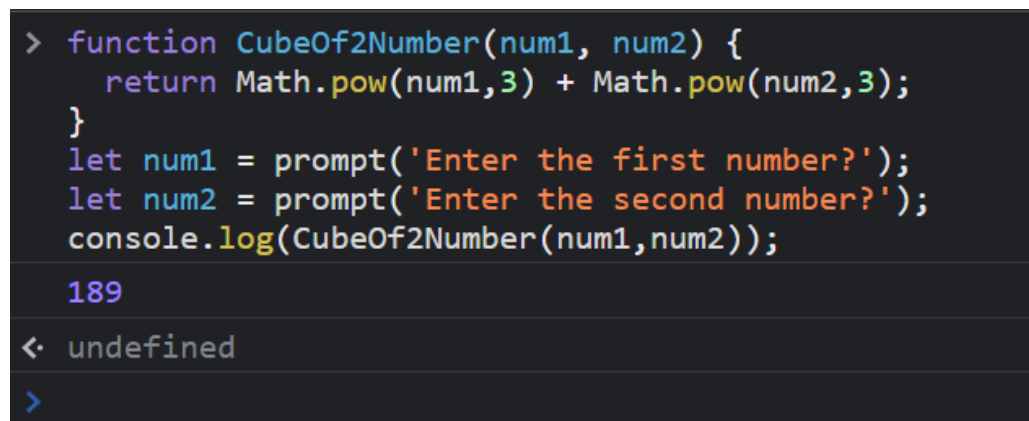 > function CubeOf2Number(num1, num2) {
return Math.pow(num1,3) + Math.pow(num2,3);
}
let num1 = prompt('Enter the first number?');
let num2 = prompt('Enter the second number?');
console.log(CubeOf2Number(num1,num2));
189
undefined
>